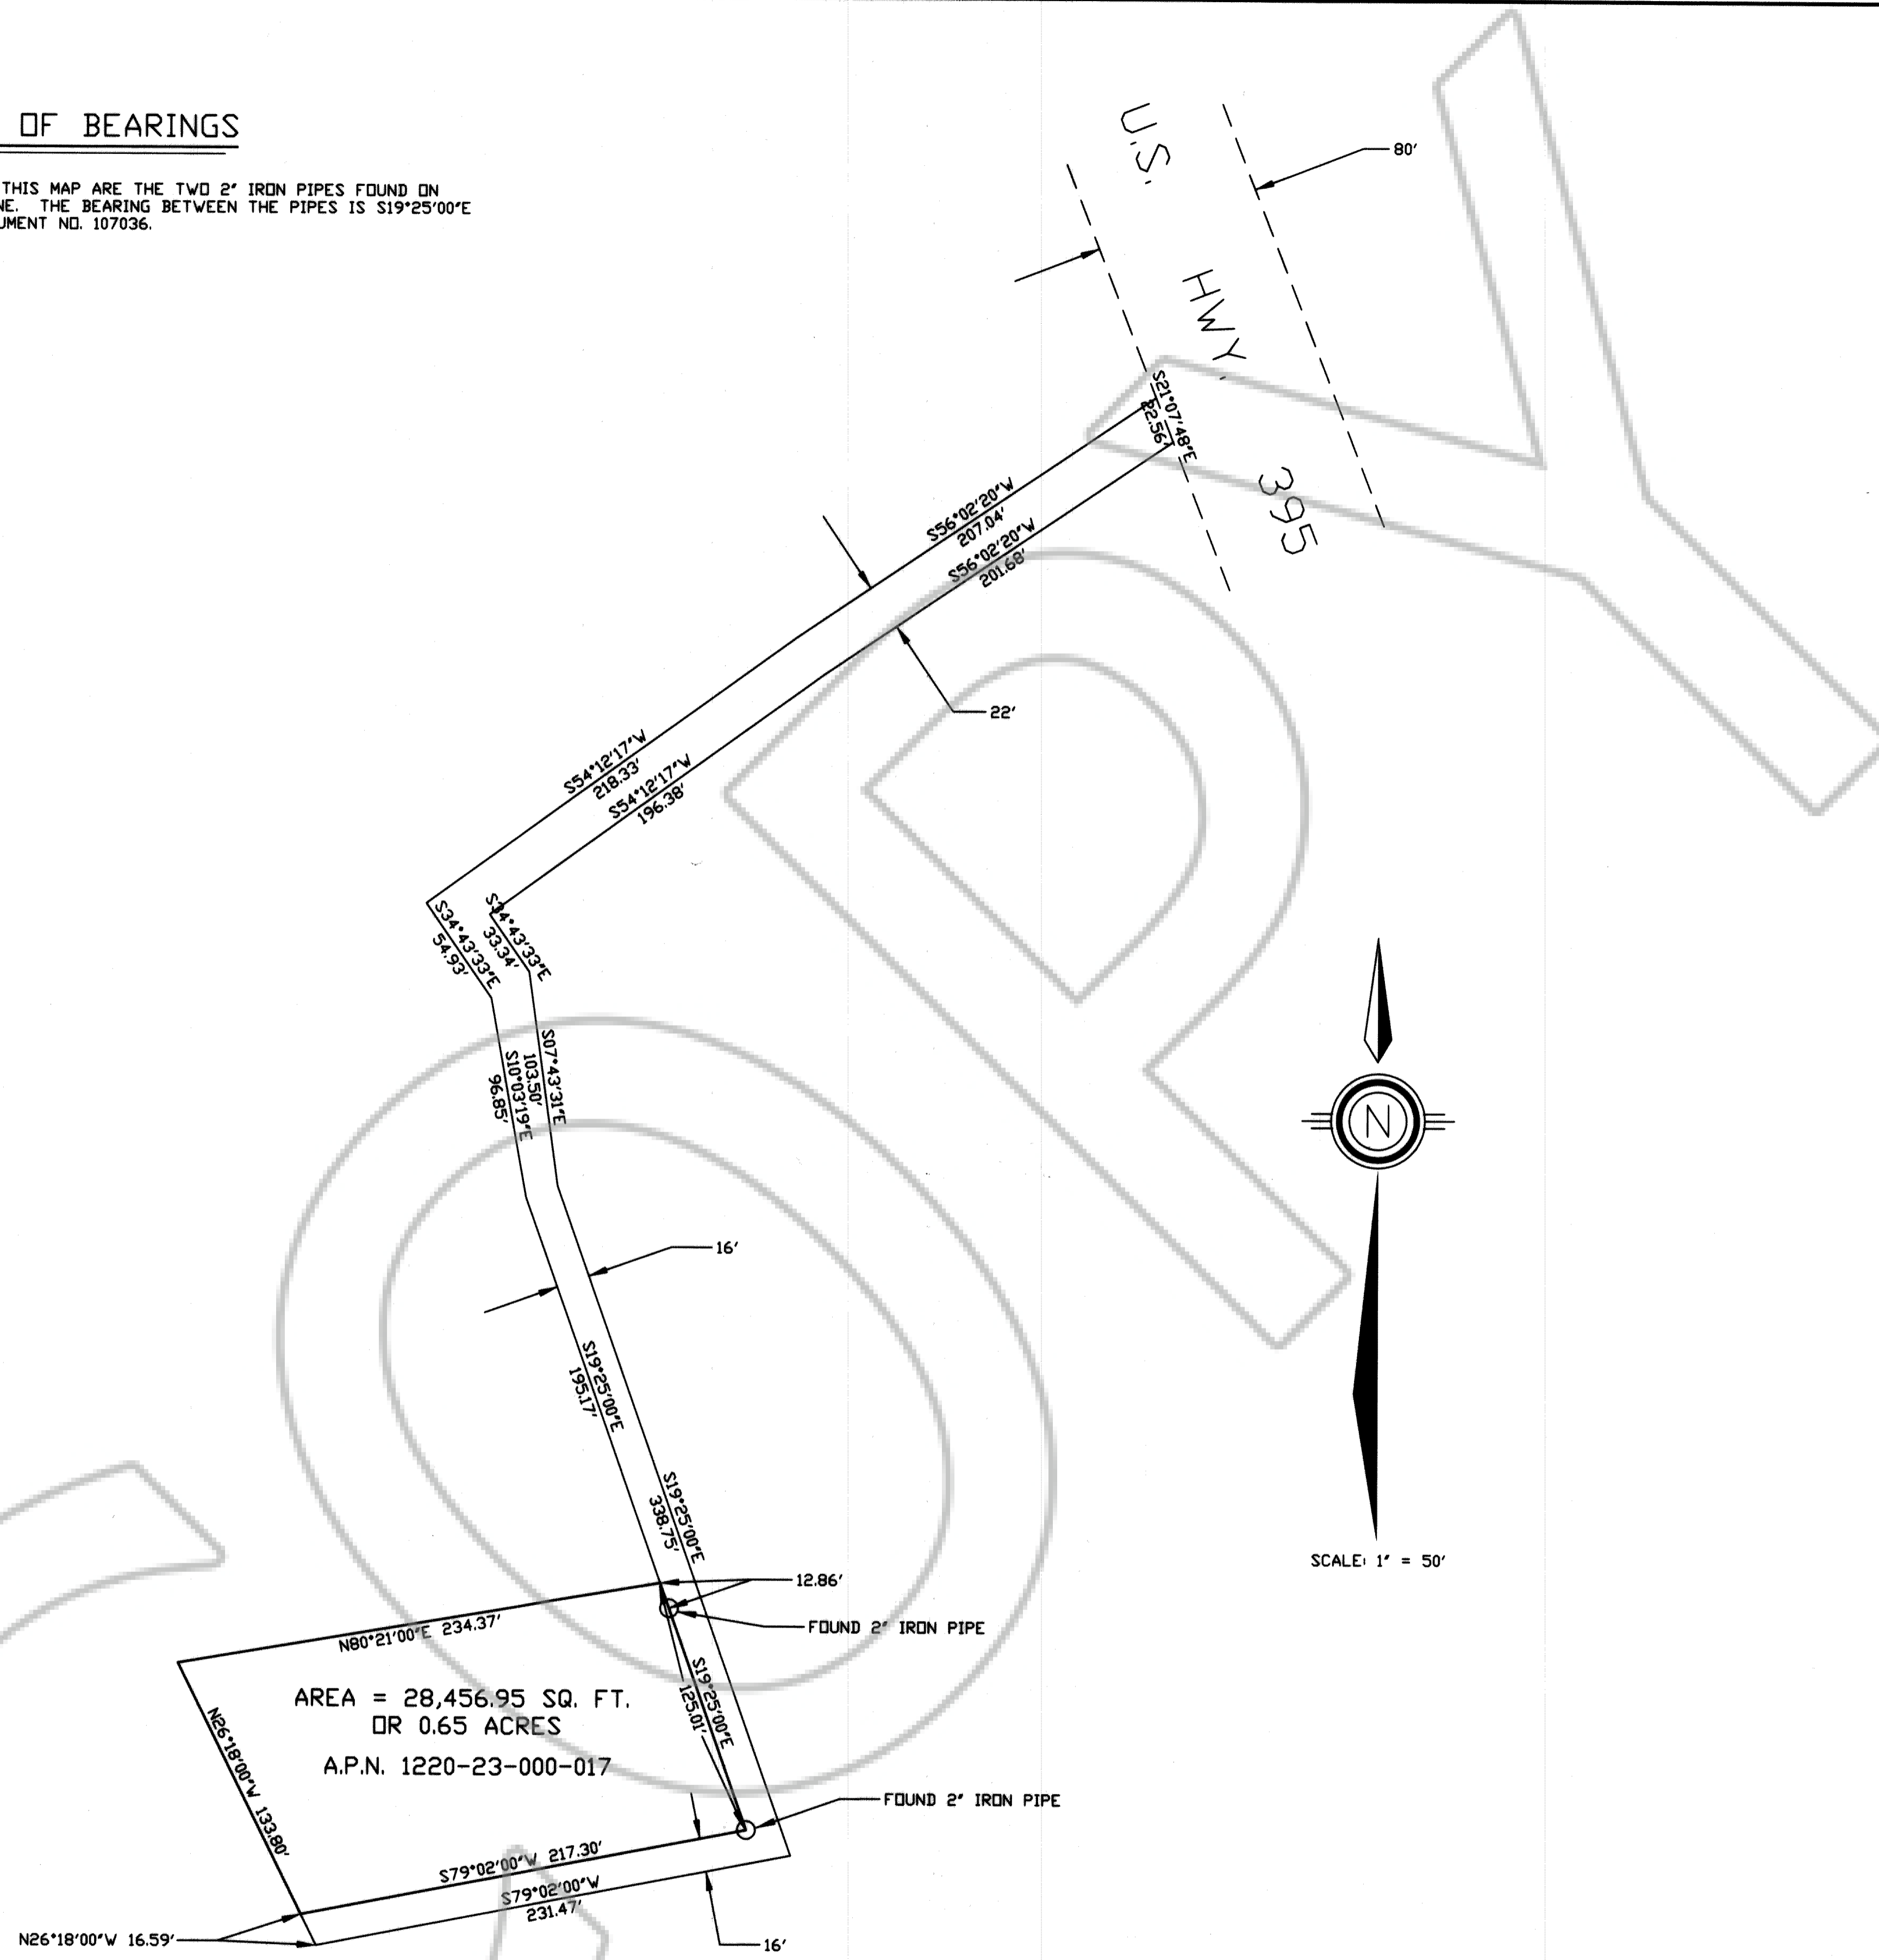 OF BEARINGS
THIS MAP ARE THE TWO 2" IRON PIPES FOUND ON
NE. THE BEARING BETWEEN THE PIPES IS S19°25'00"E
UMENT NO. 107036.
U.S. HWY. 395
80'
S21°07'48"E
22.56'
S56°02'20"W
207.04'
S56°02'20"W
201.68'
22'
S54°12'17"W
218.33'
S54°12'17"W
196.38'
S34°43'33"E
54.93'
S34°43'33"E
33.34'
S07°43'31"E
103.50'
S10°03'19"E
96.85'
N
16'
S19°25'00"E
195.17'
S19°25'00"E
338.75'
SCALE: 1" = 50'
12.86'
FOUND 2" IRON PIPE
N80°21'00"E 234.37'
S19°25'00"E
125.01'
AREA = 28,456.95 SQ. FT.
OR 0.65 ACRES
A.P.N. 1220-23-000-017
N26°18'00"W 133.80'
FOUND 2" IRON PIPE
S79°02'00"W 217.30'
S79°02'00"W
231.47'
N26°18'00"W 16.59'
16'
COPY